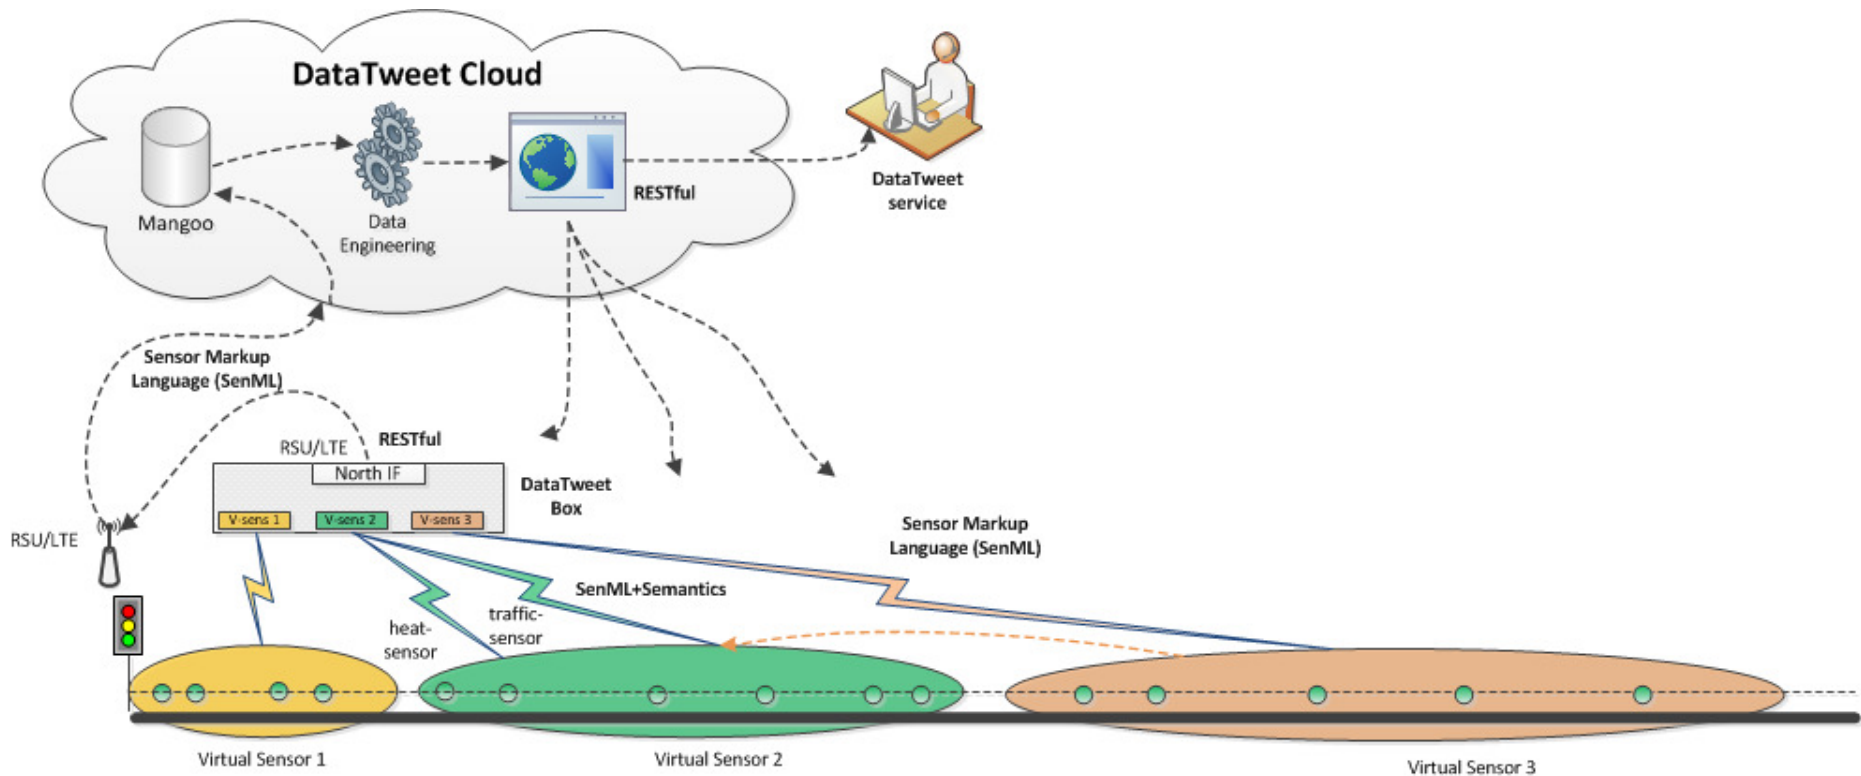 DataTweet Cloud
Mangoo
Data
Engineering
RESTful
DataTweet
service
Sensor Markup
Language (SenML)
RSU/LTE
RESTful
North IF
V-sens 1
V-sens 2
V-sens 3
DataTweet
Box
RSU/LTE
Sensor Markup
Language (SenML)
SenML+Semantics
heat-
sensor
traffic-
sensor
Virtual Sensor 1
Virtual Sensor 2
Virtual Sensor 3